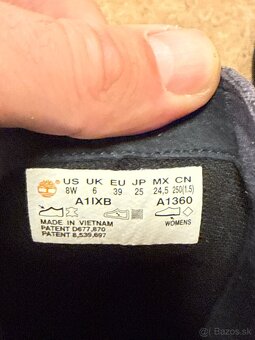 US UK EU JP MX CN
8W 6 39 25 24,5 250(1.5)
A1IXB A1360
WOMENS
MADE IN VIETNAM
PATENT D677,870
PATENT 8,539,697
Bazos.sk